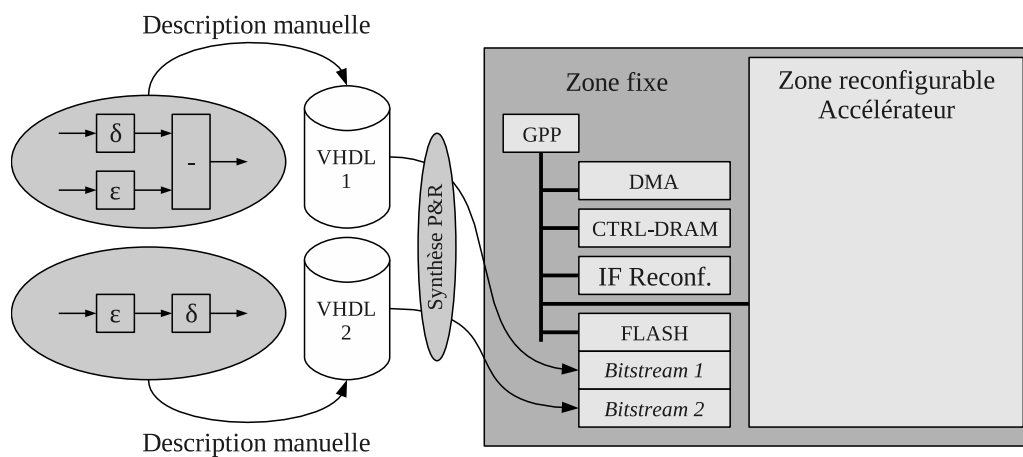 Description manuelle
δ
ε
-
VHDL
1
ε
δ
VHDL
2
Description manuelle
Synthèse P&R
Zone fixe
GPP
DMA
CTRL-DRAM
IF Reconf.
FLASH
Bitstream 1
Bitstream 2
Zone reconfigurable
Accélérateur